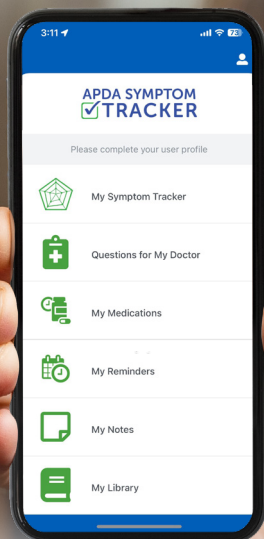 3:11
73
APDA SYMPTOM
TRACKER
Please complete your user profile
My Symptom Tracker
Questions for My Doctor
My Medications
My Reminders
My Notes
My Library